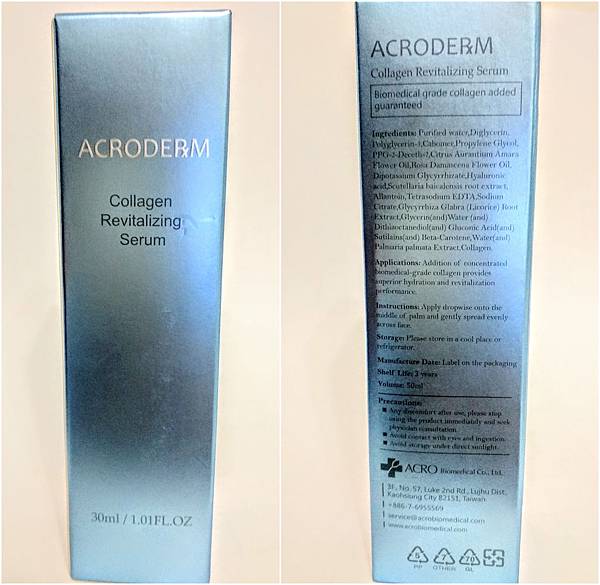 ACRODERM
Collagen
Revitalizing
Serum
30ml / 1.01FL.OZ
ACRODERM
Collagen Revitalizing Serum
Biomedical grade collagen added
guaranteed
Ingredients: Purified water,Diglycerin,
Polyglycerin-4,Cabomer,Propylene Glycol,
PPG-2-Deceth-7,Citrus Aurantium Amara
Flower Oil,Rosa Damascena Flower Oil,
Dipotassium Glycyrrhizate,Hyaluronic
acid,Scutellaria baicalensis root extract,
Allantoin,Tetrasodium EDTA,Sodium
Citrate,Glycyrrhiza Glabra (Licorice) Root
Extract,Glycerin(and)Water (and)
Dithiaoctanediol(and) Gluconic Acid(and)
Sutilains(and) Beta-Carotene,Water(and)
Palmaria palmata Extract,Collagen.
Applications: Addition of concentrated
biomedical-grade collagen provides
superior hydration and revitalization
performance.
Instructions: Apply dropwise onto the
middle of palm and gently spread evenly
across face.
Storage: Please store in a cool place or
refrigerator.
Manufacture Date: Label on the packaging
Shelf Life: 3 years
Volume: 30ml
Precautions:
■ Any discomfort after use, please stop
using the product immediately and seek
physician consultation.
■ Avoid contact with eyes and ingestion.
■ Avoid storage under direct sunlight.
ACRO Biomedical Co., Ltd.
3F, No. 57, Luke 2nd Rd., Lujhu Dist.
Kaohsiung City 82151, Taiwan
+886-7-6955569
service@acrobiomedical.com
www.acrobiomedical.com
5 7 70
PP OTHER GL